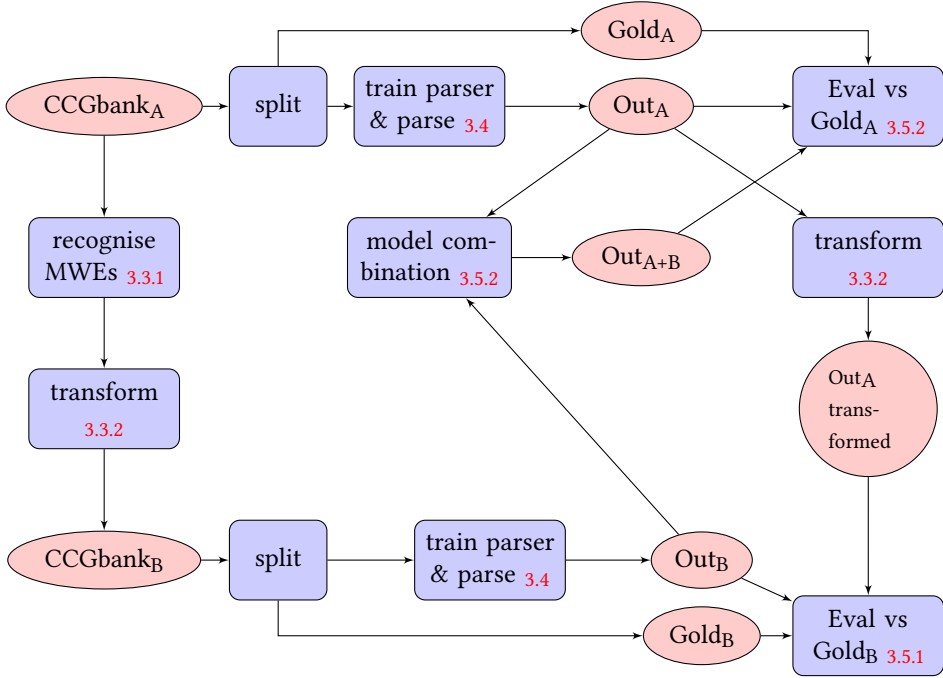 Gold_A
CCGbank_A
split
train parser
& parse 3.4
Out_A
Eval vs
Gold_A 3.5.2
recognise
MWEs 3.3.1
model com-
bination 3.5.2
Out_A+B
transform
3.3.2
transform
3.3.2
Out_A
trans-
formed
CCGbank_B
split
train parser
& parse 3.4
Out_B
Gold_B
Eval vs
Gold_B 3.5.1